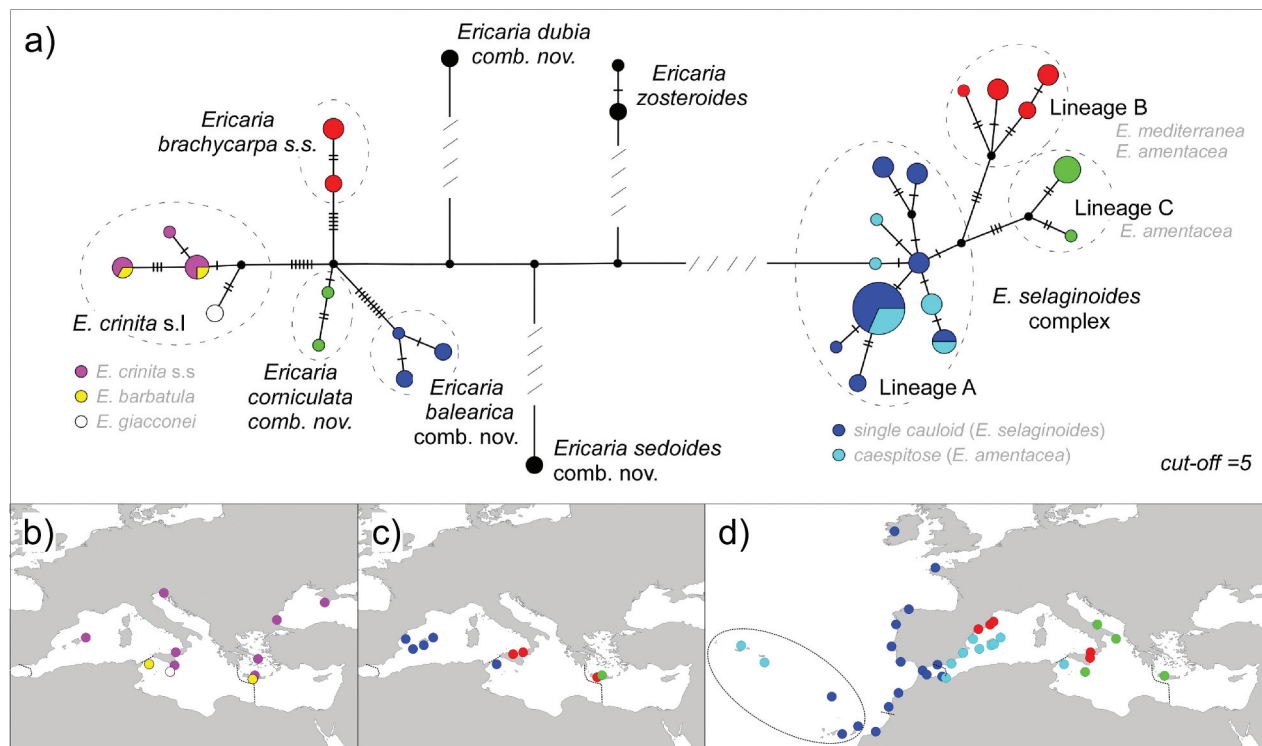 a)
Ericaria dubia
comb. nov.
Ericaria
zosteroides
Ericaria
brachycarpa s.s.
Lineage B
E. mediterranea
E. amentacea
Lineage C
E. amentacea
E. crinita s.l
E. crinita s.s
E. barbatula
E. giacconei
Ericaria
corniculata
comb. nov.
Ericaria
balearica
comb. nov.
Ericaria sedoides
comb. nov.
E. selaginoides
complex
Lineage A
single cauloid (E. selaginoides)
caespitose (E. amentacea)
cut-off =5
b)
c)
d)